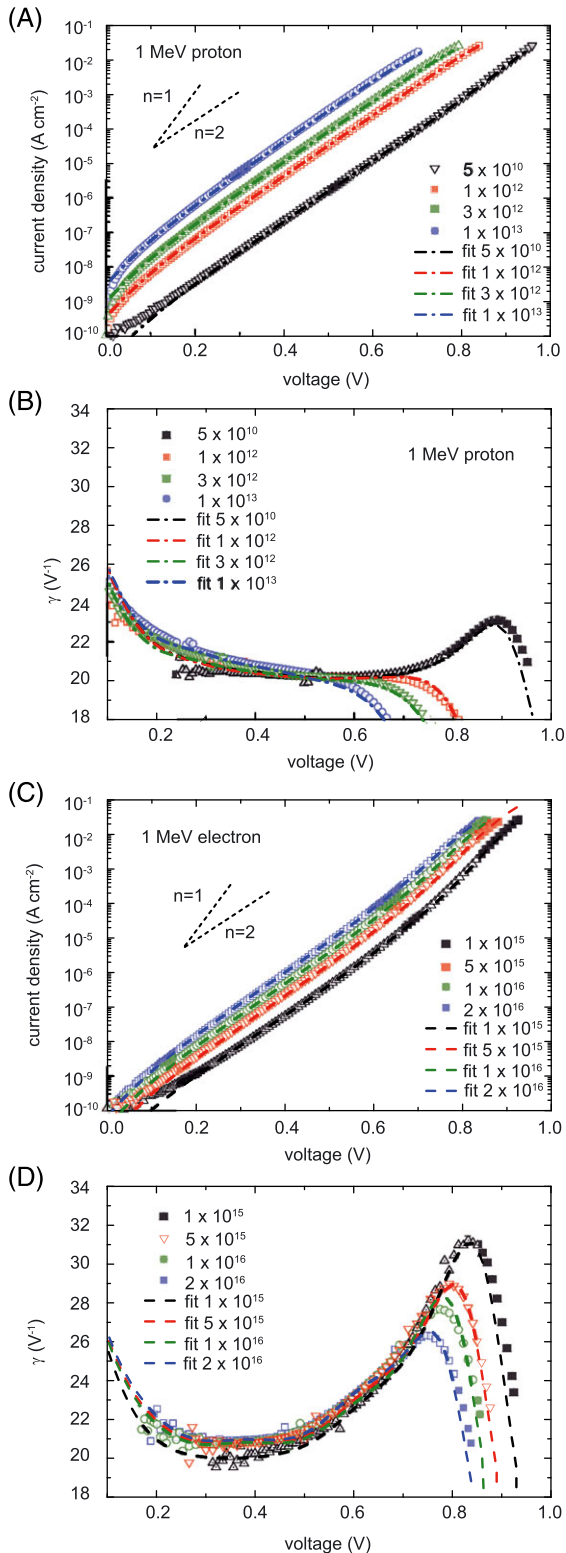 (A)
10⁻¹
10⁻²
10⁻³
10⁻⁴
10⁻⁵
10⁻⁶
10⁻⁷
10⁻⁸
10⁻⁹
10⁻¹⁰
current density (A cm⁻²)
1 MeV proton
n=1
n=2
5 x 10¹⁰
1 x 10¹²
3 x 10¹²
1 x 10¹³
fit 5 x 10¹⁰
fit 1 x 10¹²
fit 3 x 10¹²
fit 1 x 10¹³
0.0 0.2 0.4 0.6 0.8 1.0
voltage (V)
(B)
34
32
30
28
26
24
22
20
18
γ (V⁻¹)
5 x 10¹⁰
1 x 10¹²
3 x 10¹²
1 x 10¹³
fit 5 x 10¹⁰
fit 1 x 10¹²
fit 3 x 10¹²
fit 1 x 10¹³
1 MeV proton
0.2 0.4 0.6 0.8 1.0
voltage (V)
(C)
10⁻¹
10⁻²
10⁻³
10⁻⁴
10⁻⁵
10⁻⁶
10⁻⁷
10⁻⁸
10⁻⁹
10⁻¹⁰
current density (A cm⁻²)
1 MeV electron
n=1
n=2
1 x 10¹⁵
5 x 10¹⁵
1 x 10¹⁶
2 x 10¹⁶
fit 1 x 10¹⁵
fit 5 x 10¹⁵
fit 1 x 10¹⁶
fit 2 x 10¹⁶
0.0 0.2 0.4 0.6 0.8 1.0
voltage (V)
(D)
34
32
30
28
26
24
22
20
18
γ (V⁻¹)
1 x 10¹⁵
5 x 10¹⁵
1 x 10¹⁶
2 x 10¹⁶
fit 1 x 10¹⁵
fit 5 x 10¹⁵
fit 1 x 10¹⁶
fit 2 x 10¹⁶
0.2 0.4 0.6 0.8 1.0
voltage (V)